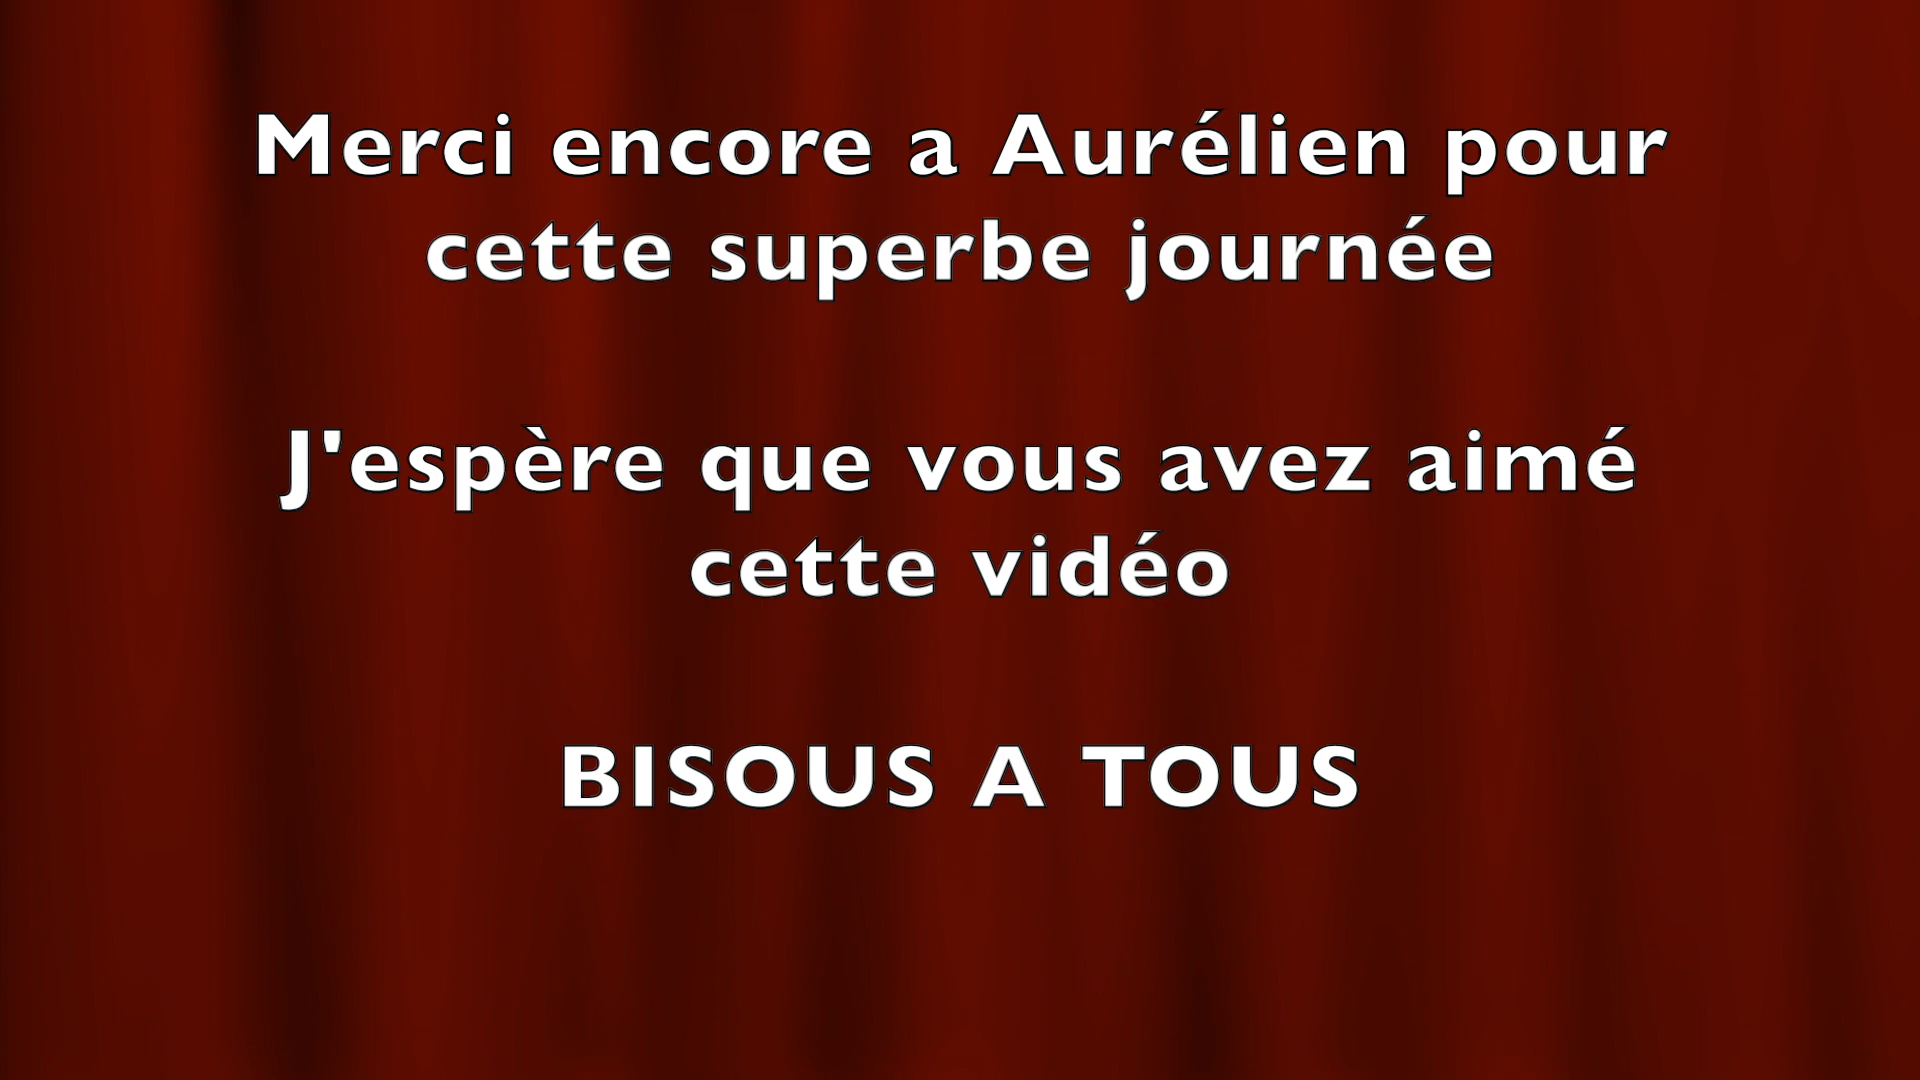 Merci encore a Aurélien pour
cette superbe journée
J'espère que vous avez aimé
cette vidéo
BISOUS A TOUS